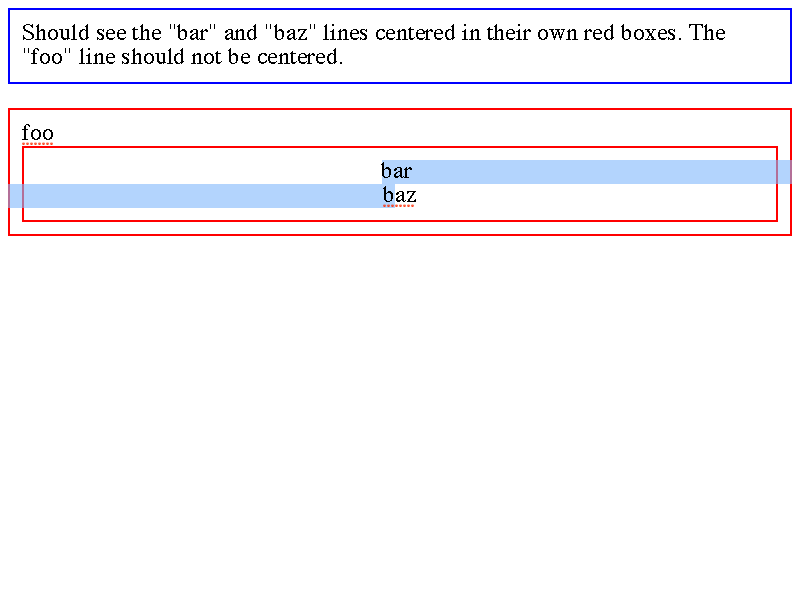 Should see the "bar" and "baz" lines centered in their own red boxes. The
"foo" line should not be centered.
foo
bar
baz